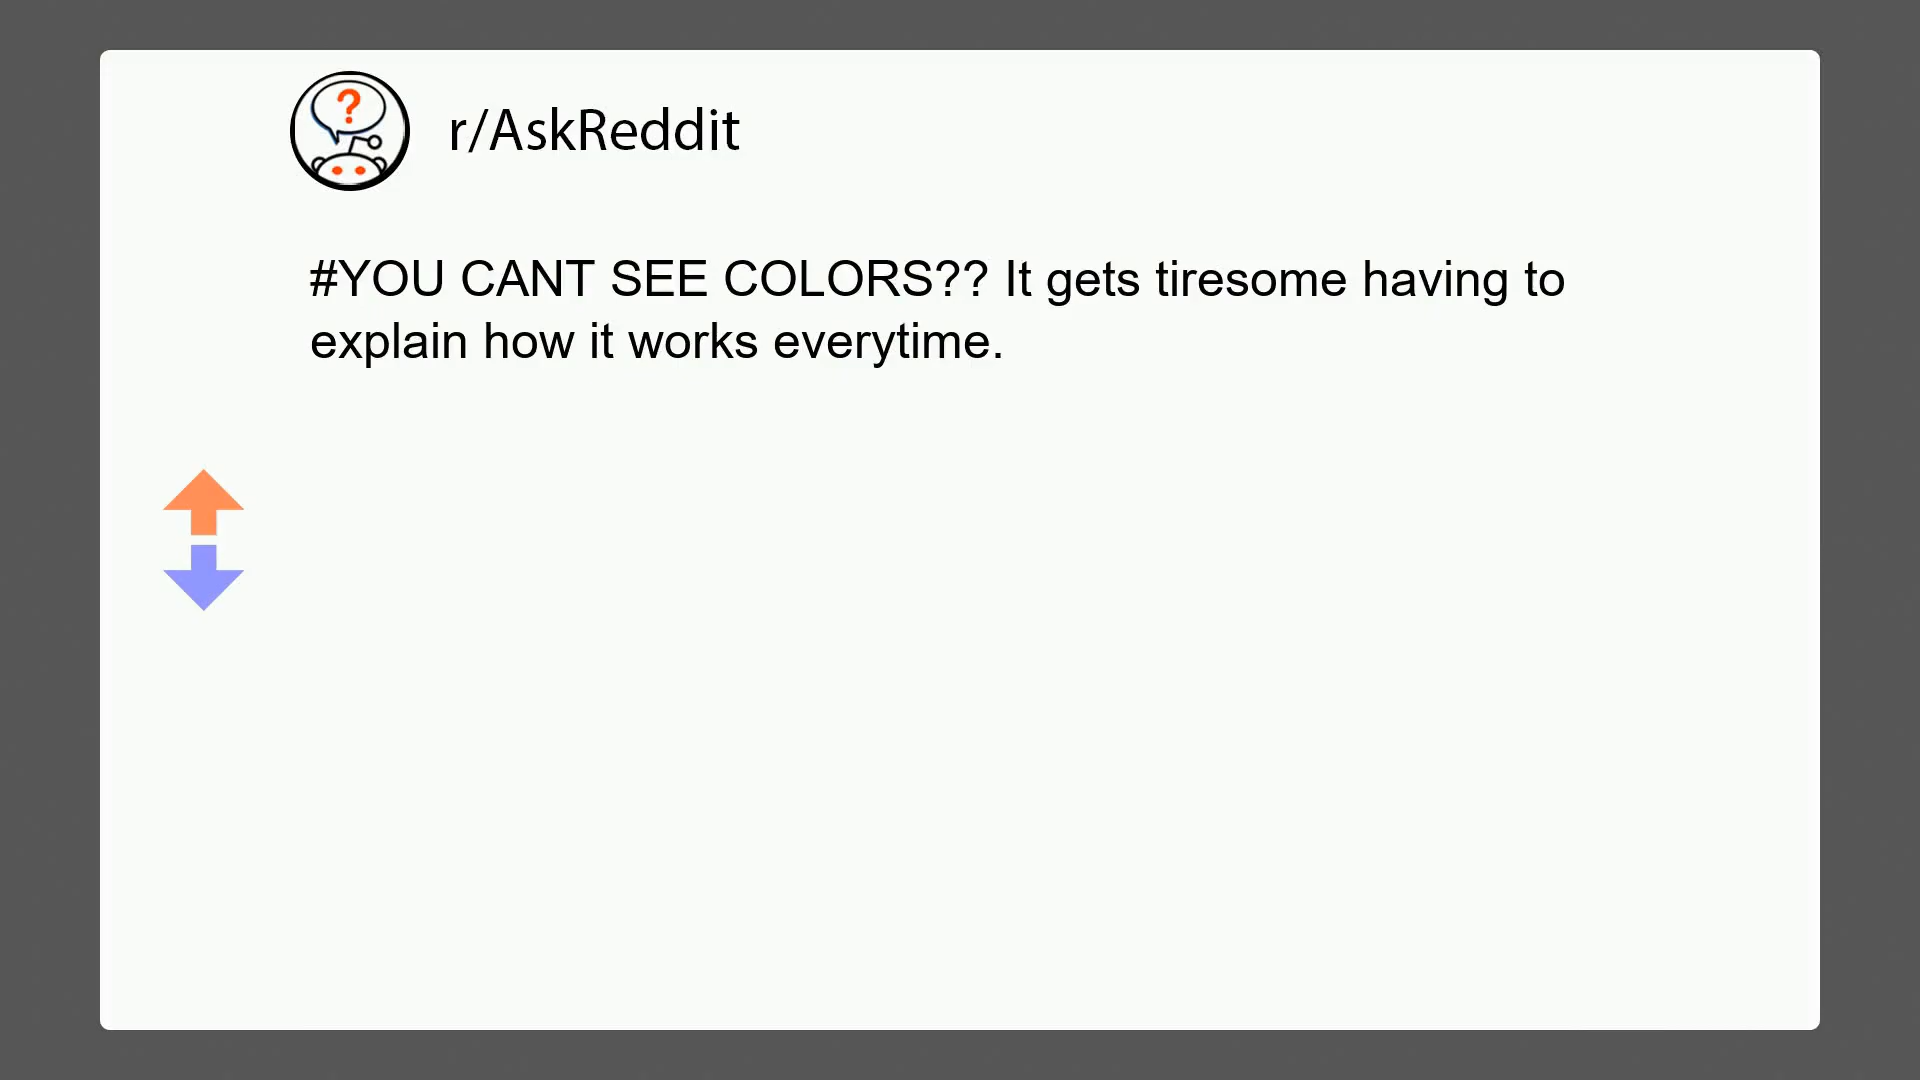 r/AskReddit
#YOU CANT SEE COLORS?? It gets tiresome having to
explain how it works everytime.